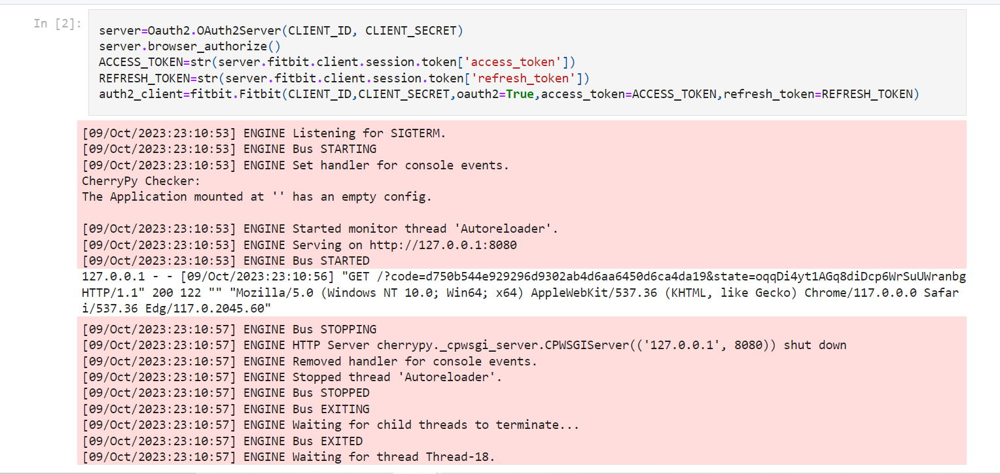 In [2]:
server=Oauth2.OAuth2Server(CLIENT_ID, CLIENT_SECRET)
server.browser_authorize()
ACCESS_TOKEN=str(server.fitbit.client.session.token['access_token'])
REFRESH_TOKEN=str(server.fitbit.client.session.token['refresh_token'])
auth2_client=fitbit.Fitbit(CLIENT_ID,CLIENT_SECRET,oauth2=True,access_token=ACCESS_TOKEN,refresh_token=REFRESH_TOKEN)
[09/Oct/2023:23:10:53] ENGINE Listening for SIGTERM.
[09/Oct/2023:23:10:53] ENGINE Bus STARTING
[09/Oct/2023:23:10:53] ENGINE Set handler for console events.
CherryPy Checker:
The Application mounted at '' has an empty config.
[09/Oct/2023:23:10:53] ENGINE Started monitor thread 'Autoreloader'.
[09/Oct/2023:23:10:53] ENGINE Serving on http://127.0.0.1:8080
[09/Oct/2023:23:10:53] ENGINE Bus STARTED
127.0.0.1 - - [09/Oct/2023:23:10:56] "GET /?code=d750b544e929296d9302ab4d6aa6450d6ca4da19&state=oqqDi4yt1AGq8diDcp6WrSuUWranbg
HTTP/1.1" 200 122 "" "Mozilla/5.0 (Windows NT 10.0; Win64; x64) AppleWebKit/537.36 (KHTML, like Gecko) Chrome/117.0.0.0 Safar
i/537.36 Edg/117.0.2045.60"
[09/Oct/2023:23:10:57] ENGINE Bus STOPPING
[09/Oct/2023:23:10:57] ENGINE HTTP Server cherrypy._cpwsgi_server.CPWSGIServer(('127.0.0.1', 8080)) shut down
[09/Oct/2023:23:10:57] ENGINE Removed handler for console events.
[09/Oct/2023:23:10:57] ENGINE Stopped thread 'Autoreloader'.
[09/Oct/2023:23:10:57] ENGINE Bus STOPPED
[09/Oct/2023:23:10:57] ENGINE Bus EXITING
[09/Oct/2023:23:10:57] ENGINE Waiting for child threads to terminate...
[09/Oct/2023:23:10:57] ENGINE Bus EXITED
[09/Oct/2023:23:10:57] ENGINE Waiting for thread Thread-18.